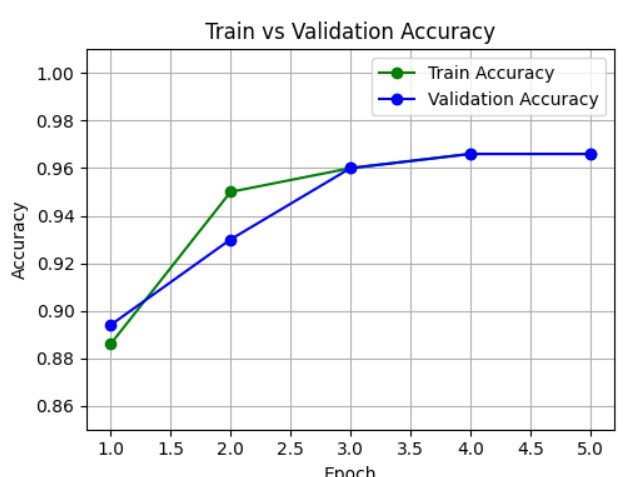 Train vs Validation Accuracy
Train Accuracy
Validation Accuracy
Accuracy
1.00
0.98
0.96
0.94
0.92
0.90
0.88
0.86
1.0 1.5 2.0 2.5 3.0 3.5 4.0 4.5 5.0
Epoch